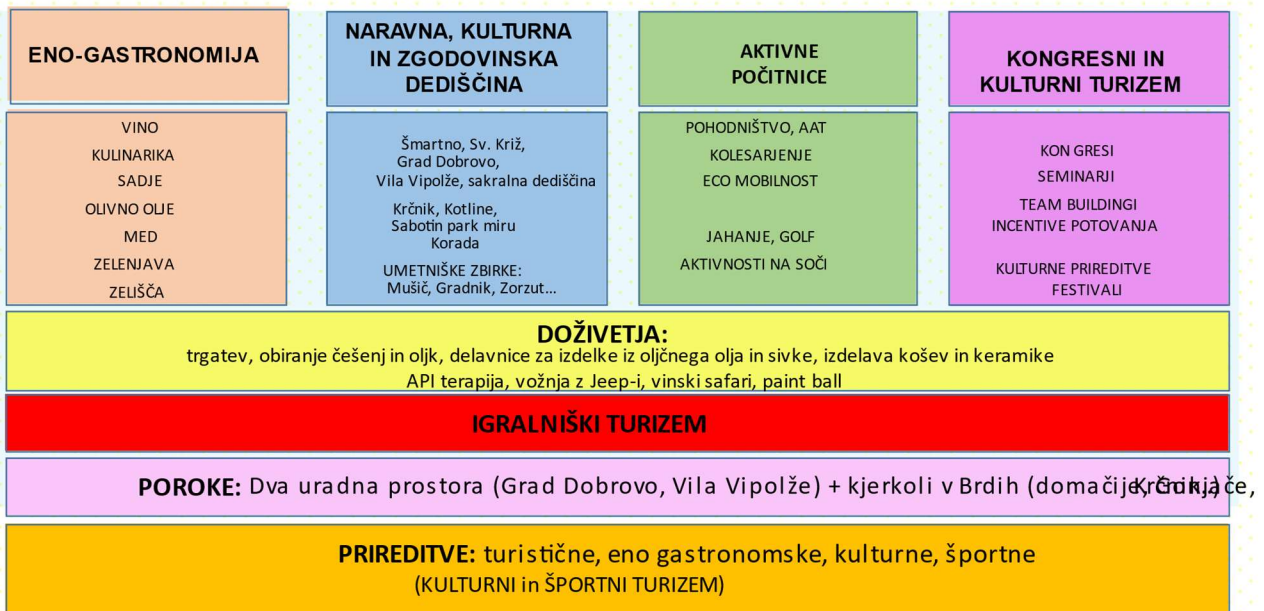 ENO-GASTRONOMIJA
VINO
KULINARIKA
SADJE
OLIVNO OLJE
MED
ZELENJAVA
ZELIŠČA
NARAVNA, KULTURNA
IN ZGODOVINSKA
DEDIŠČINA
Šmartno, Sv. Križ,
Grad Dobrovo,
Vila Vipolže, sakralna dediščina
Krčnik, Kotline,
Sabotin park miru
Korada
UMETNIŠKE ZBIRKE:
Mušič, Gradnik, Zorzut...
AKTIVNE
POČITNICE
POHODNIŠTVO, AAT
KOLESARJENJE
ECO MOBILNOST
JAHANJE, GOLF
AKTIVNOSTI NA SOČI
KONGRESNI IN
KULTURNI TURIZEM
KON GRESI
SEMINARJI
TEAM BUILDINGI
INCENTIVE POTOVANJA
KULTURNE PRIREDITVE
FESTIVALI
DOŽIVETJA:
trgatev, obiranje češenj in oljk, delavnice za izdelke iz oljčnega olja in sivke, izdelava košev in keramike
API terapija, vožnja z Jeep-i, vinski safari, paint ball
IGRALNIŠKI TURIZEM
POROKE: Dva uradna prostora (Grad Dobrovo, Vila Vipolže) + kjerkoli v Brdih (domačije,
PRIREDITVE: turistične, eno gastronomske, kulturne, športne
(KULTURNI in ŠPORTNI TURIZEM)